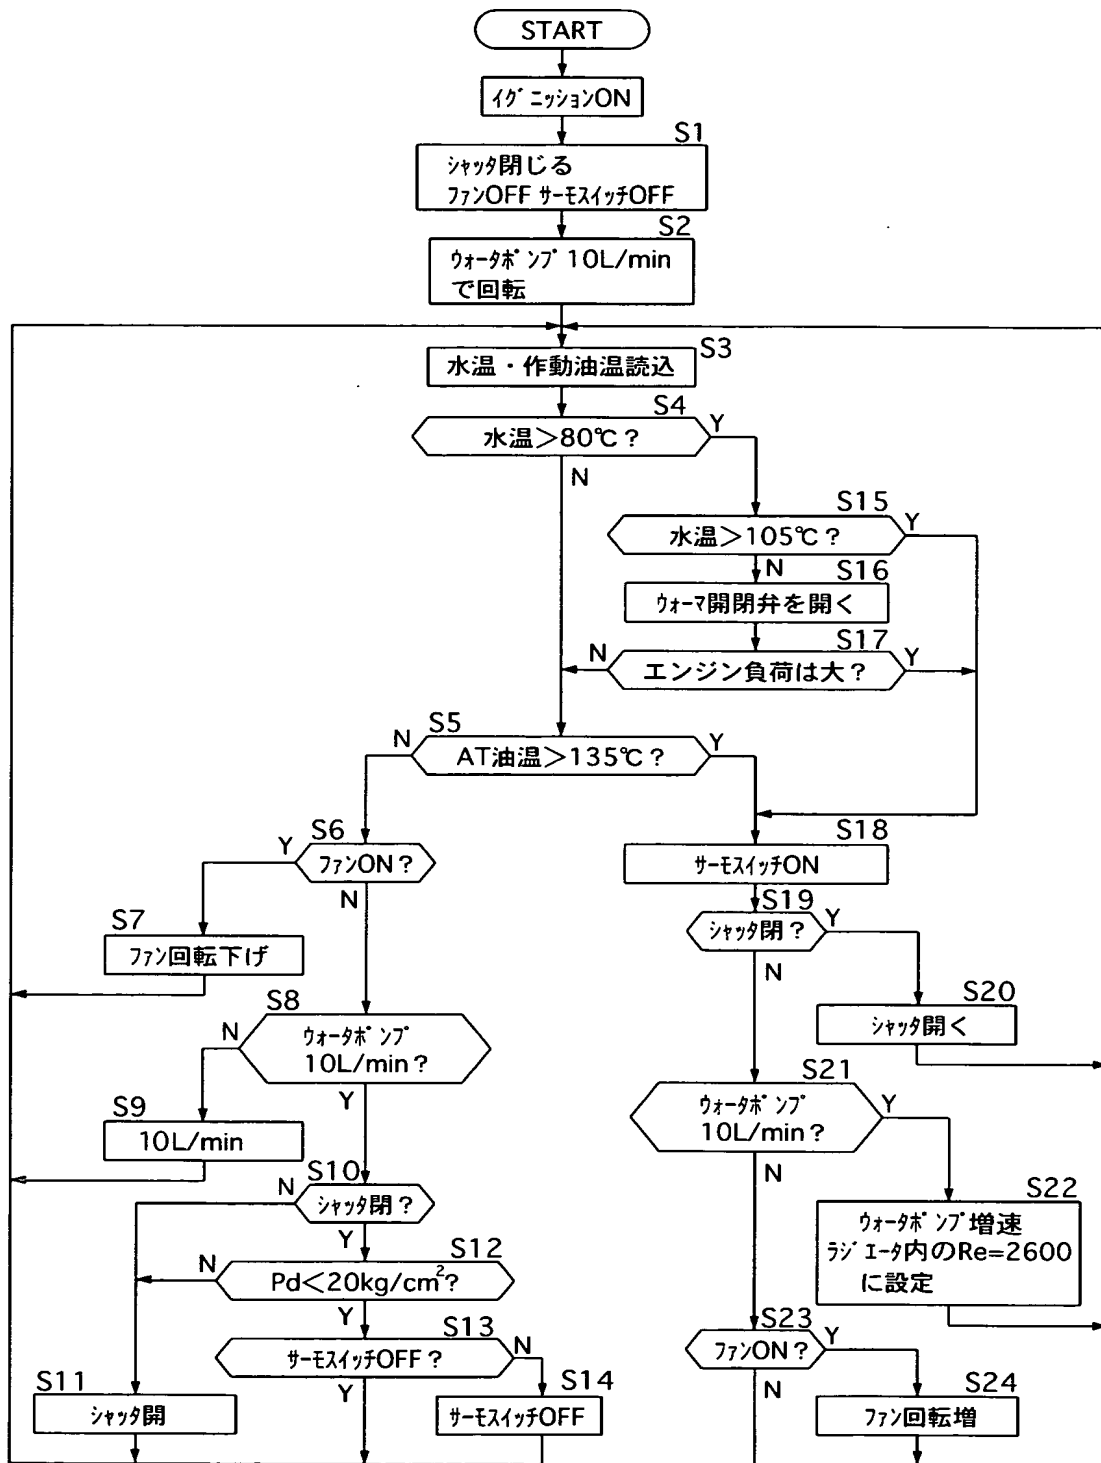 START
イグニッションON
S1
シャッタ閉じる
ファンOFF サーモスイッチOFF
S2
ウォータポンプ 10L/min
で回転
S3
水温・作動油温読込
S4
水温＞80℃？
Y
N
S15
水温＞105℃？
Y
N
S16
ウォーマ開閉弁を開く
S17
N
エンジン負荷は大？
Y
S5
N
AT油温＞135℃？
Y
S6
Y
ファンON？
N
S18
サーモスイッチON
S19
シャッタ閉？
Y
N
S7
ファン回転下げ
S20
シャッタ開く
S8
N
ウォータポンプ
10L/min？
Y
S21
ウォータポンプ
10L/min？
Y
N
S9
10L/min
S10
N
シャッタ閉？
Y
S22
ウォータポンプ増速
ラジエータ内のRe=2600
に設定
S12
N
Pd＜20kg/cm²?
Y
S13
サーモスイッチOFF？
N
Y
S23
ファンON？
Y
N
S11
シャッタ開
S14
サーモスイッチOFF
S24
ファン回転増